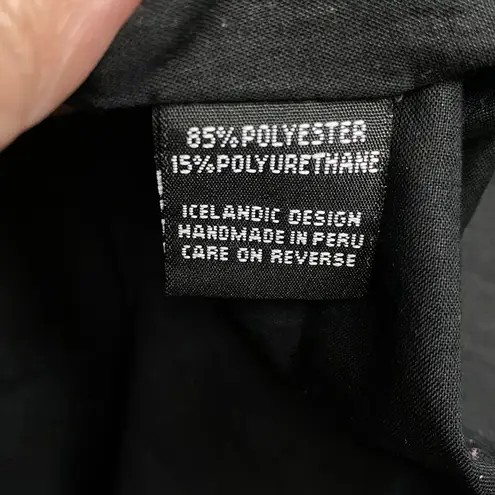 85%POLYESTER
15%POLYURETHANE
ICELANDIC DESIGN
HANDMADE IN PERU
CARE ON REVERSE